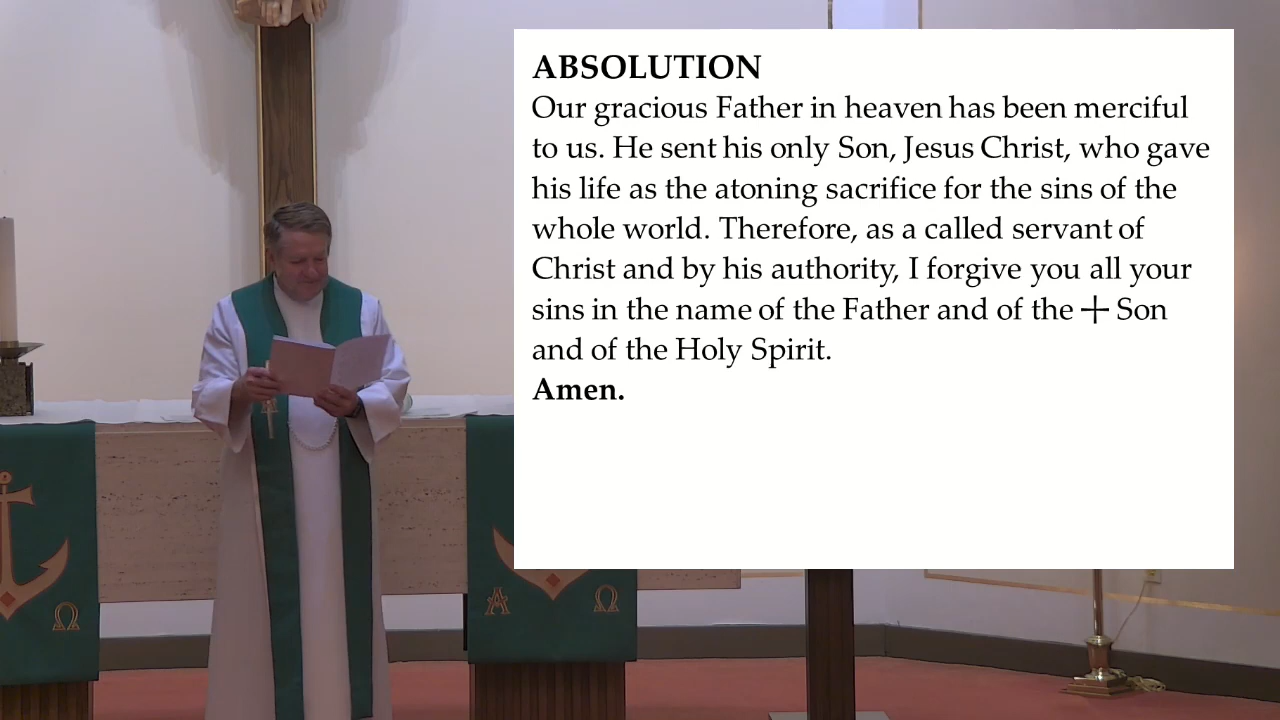 ABSOLUTION
Our gracious Father in heaven has been merciful
to us. He sent his only Son, Jesus Christ, who gave
his life as the atoning sacrifice for the sins of the
whole world. Therefore, as a called servant of
Christ and by his authority, I forgive you all your
sins in the name of the Father and of the + Son
and of the Holy Spirit.
Amen.
Ω
Α Ω